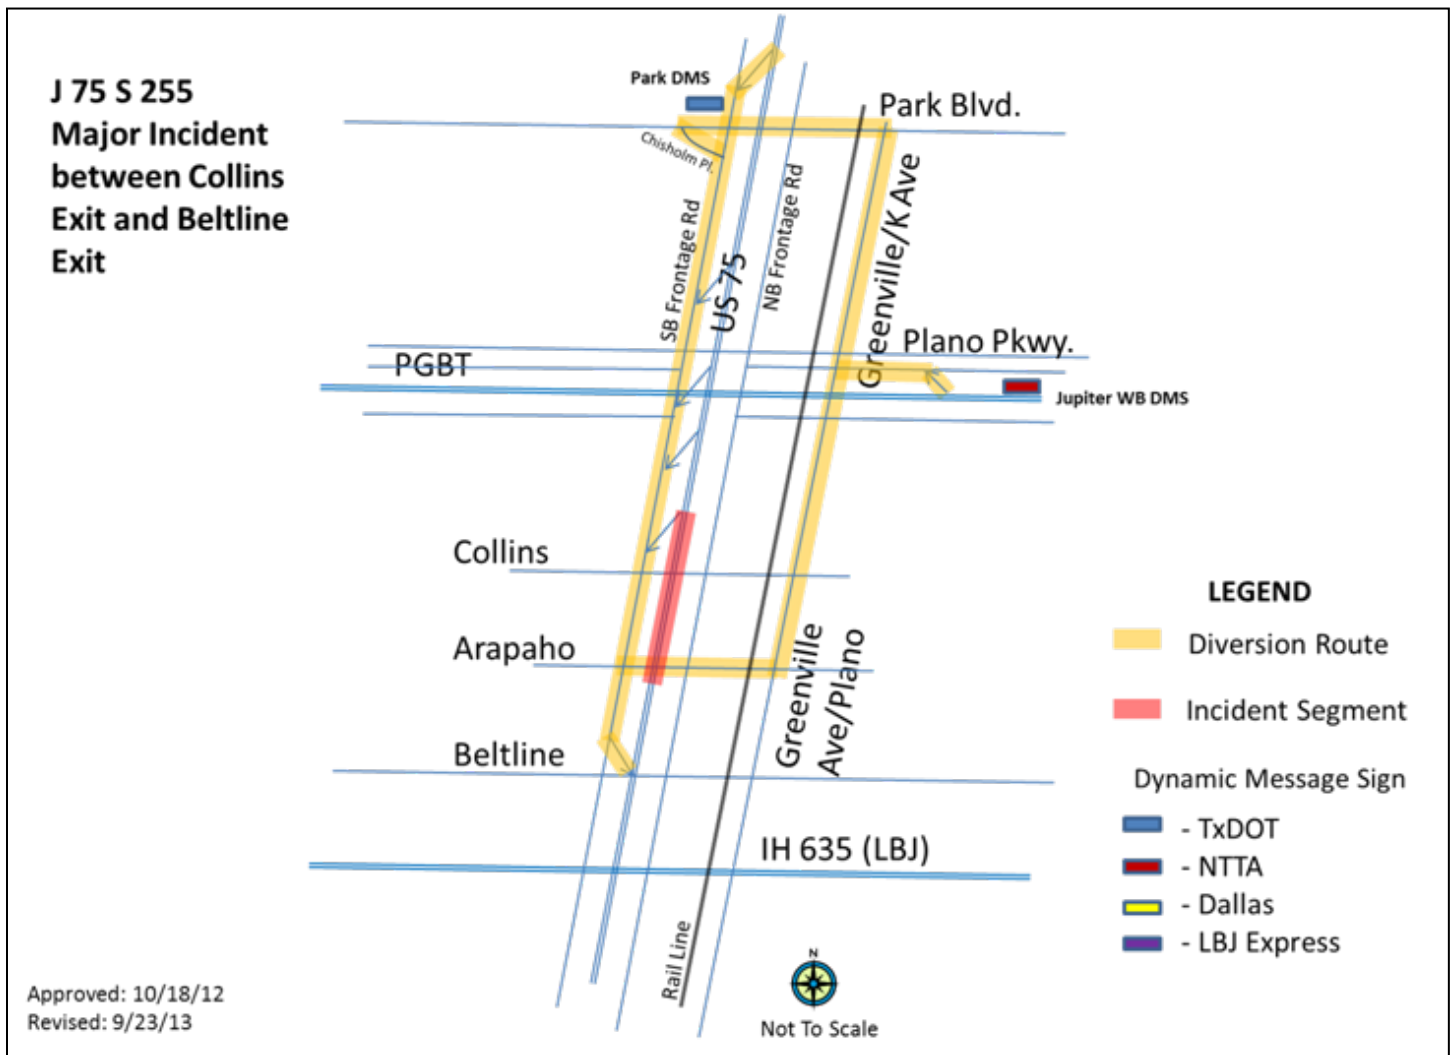 J 75 S 255
Major Incident
between Collins
Exit and Beltline
Exit
Park DMS
Park Blvd.
Chisholm Pl.
SB Frontage Rd
US 75
NB Frontage Rd
Greenville/K Ave
Plano Pkwy.
PGBT
Jupiter WB DMS
Collins
Arapaho
Greenville
Ave/Plano
Beltline
IH 635 (LBJ)
Rail Line
LEGEND
Diversion Route
Incident Segment
Dynamic Message Sign
- TxDOT
- NTTA
- Dallas
- LBJ Express
N
Not To Scale
Approved: 10/18/12
Revised: 9/23/13